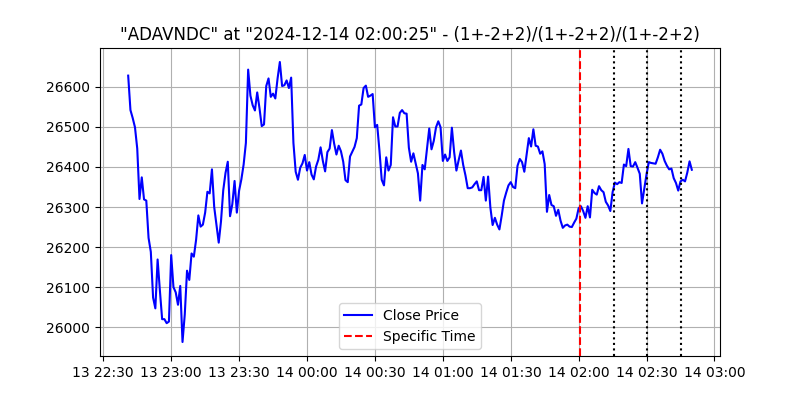 "ADAVNDC" at "2024-12-14 02:00:25" - (1+-2+2)/(1+-2+2)/(1+-2+2)
26600
26500
26400
26300
26200
26100
26000
Close Price
Specific Time
13 22:30 13 23:00 13 23:30 14 00:00 14 00:30 14 01:00 14 01:30 14 02:00 14 02:30 14 03:00